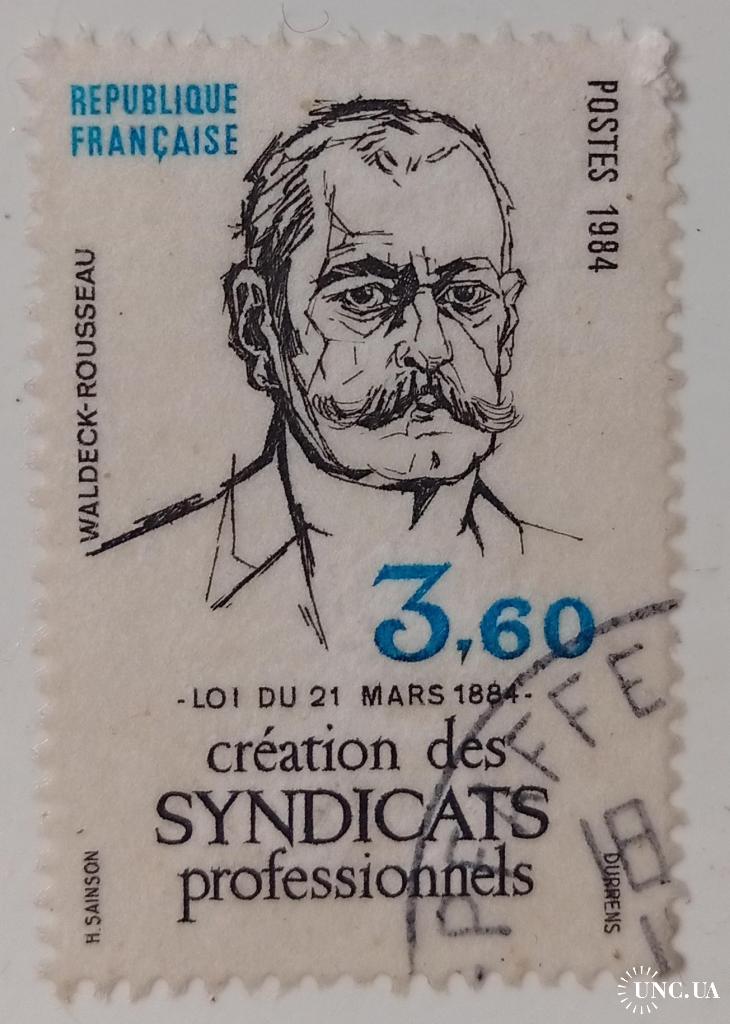 REPUBLIQUE
FRANÇAISE
POSTES 1984
WALDECK-ROUSSEAU
3,60
-LOI DU 21 MARS 1884-
création des
SYNDICATS
professionnels
H. SAINSON
DURRENS
UNC.UA